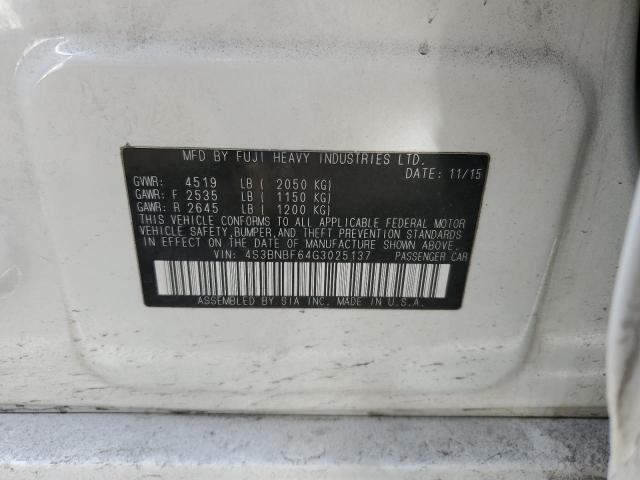 MFD BY FUJI HEAVY INDUSTRIES LTD.
DATE: 11/15
GVWR: 4519 LB ( 2050 KG)
GAWR: F 2535 LB ( 1150 KG)
GAWR: R 2645 LB ( 1200 KG)
THIS VEHICLE CONFORMS TO ALL APPLICABLE FEDERAL MOTOR
VEHICLE SAFETY, BUMPER, AND THEFT PREVENTION STANDARDS
IN EFFECT ON THE DATE OF MANUFACTURE SHOWN ABOVE.
VIN: 4S3BNBF64G3025137 PASSENGER CAR
ASSEMBLED BY SIA INC. MADE IN U.S.A.